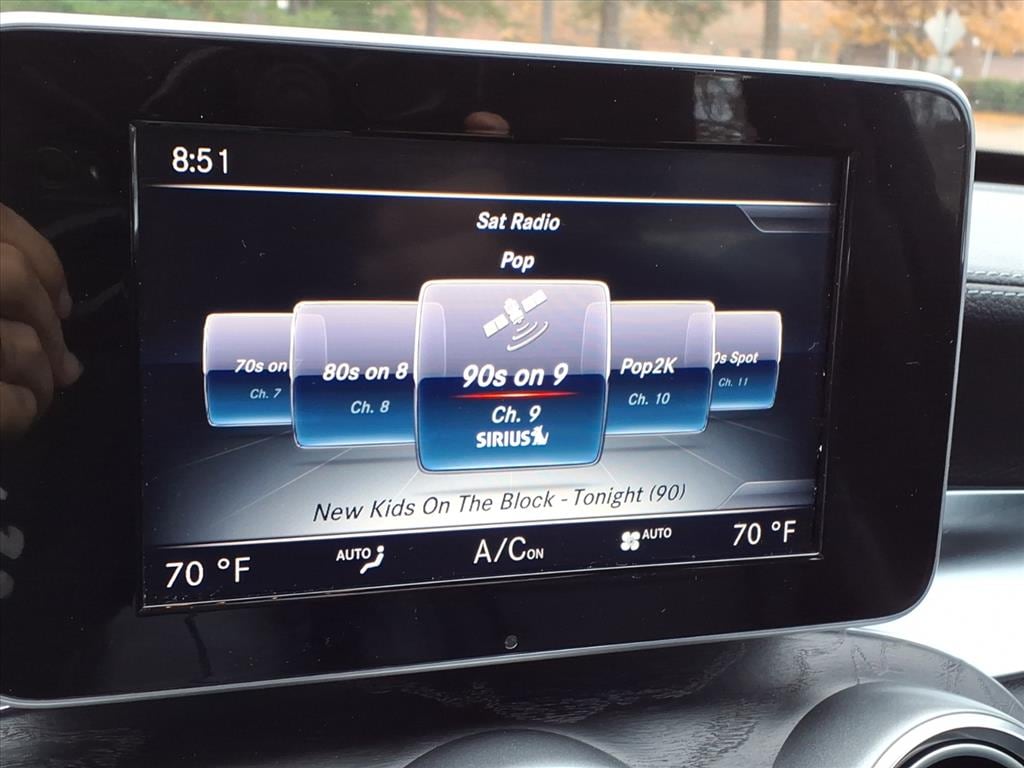 8:51
Sat Radio
Pop
70s on 7
Ch. 7
80s on 8
Ch. 8
90s on 9
Ch. 9
SIRIUS
Pop2K
Ch. 10
0s Spot
Ch. 11
New Kids On The Block - Tonight (90)
70 °F
AUTO
A/C ON
AUTO
70 °F